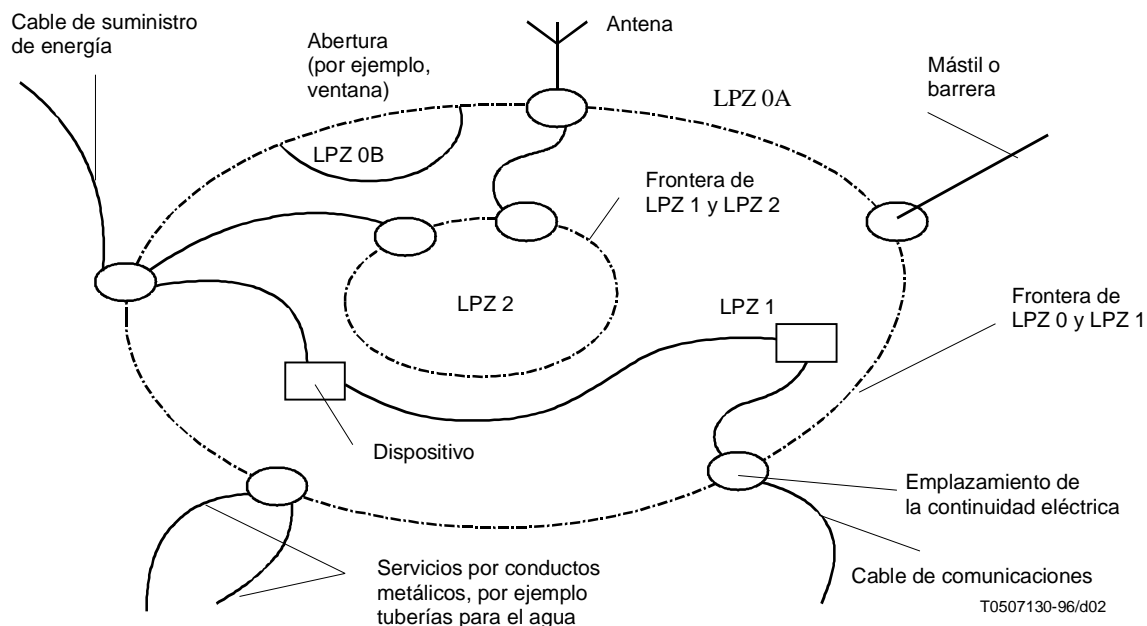 Cable de suministro
de energía
Antena
Abertura
(por ejemplo,
ventana)
Mástil o
barrera
LPZ 0A
LPZ 0B
Frontera de
LPZ 1 y LPZ 2
LPZ 2
LPZ 1
Frontera de
LPZ 0 y LPZ 1
Dispositivo
Emplazamiento de
la continuidad eléctrica
Servicios por conductos
metálicos, por ejemplo
tuberías para el agua
Cable de comunicaciones
T0507130-96/d02